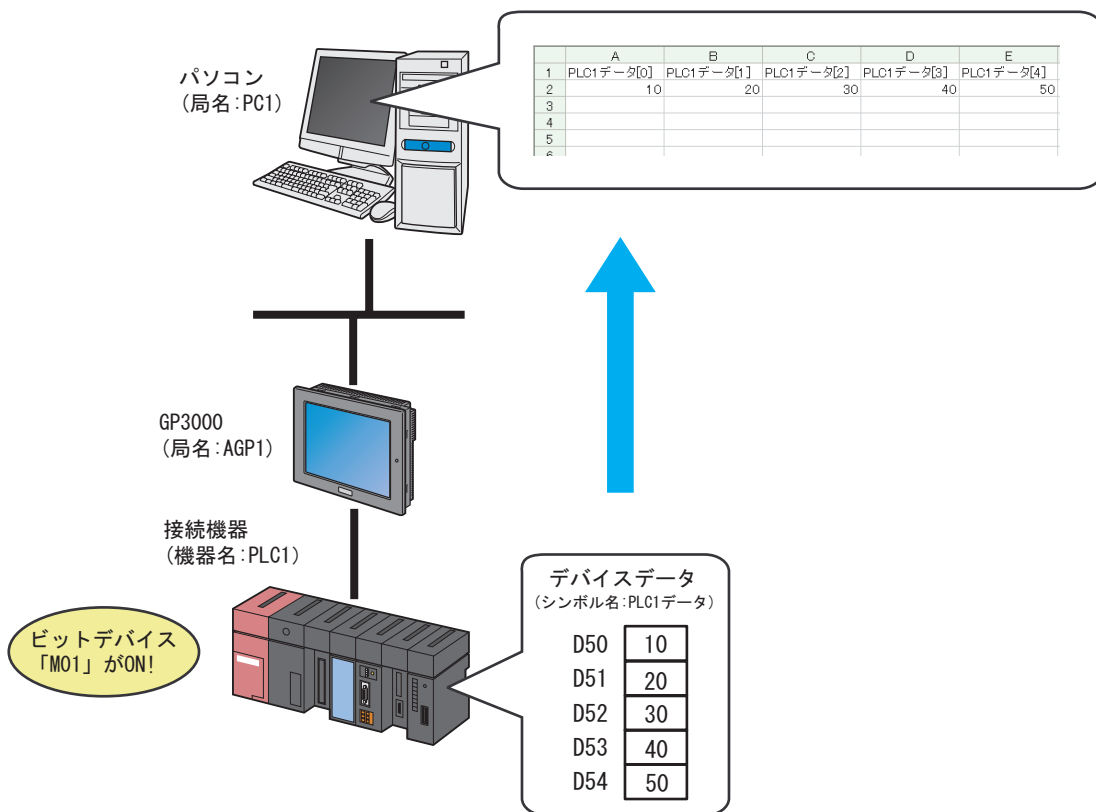 パソコン
(局名:PC1)
A B C D E
1 PLC1データ[0] PLC1データ[1] PLC1データ[2] PLC1データ[3] PLC1データ[4]
2 10 20 30 40 50
3
4
5
6
GP3000
(局名:AGP1)
接続機器
(機器名:PLC1)
ビットデバイス
「M01」がON!
デバイスデータ
(シンボル名:PLC1データ)
D50 10
D51 20
D52 30
D53 40
D54 50